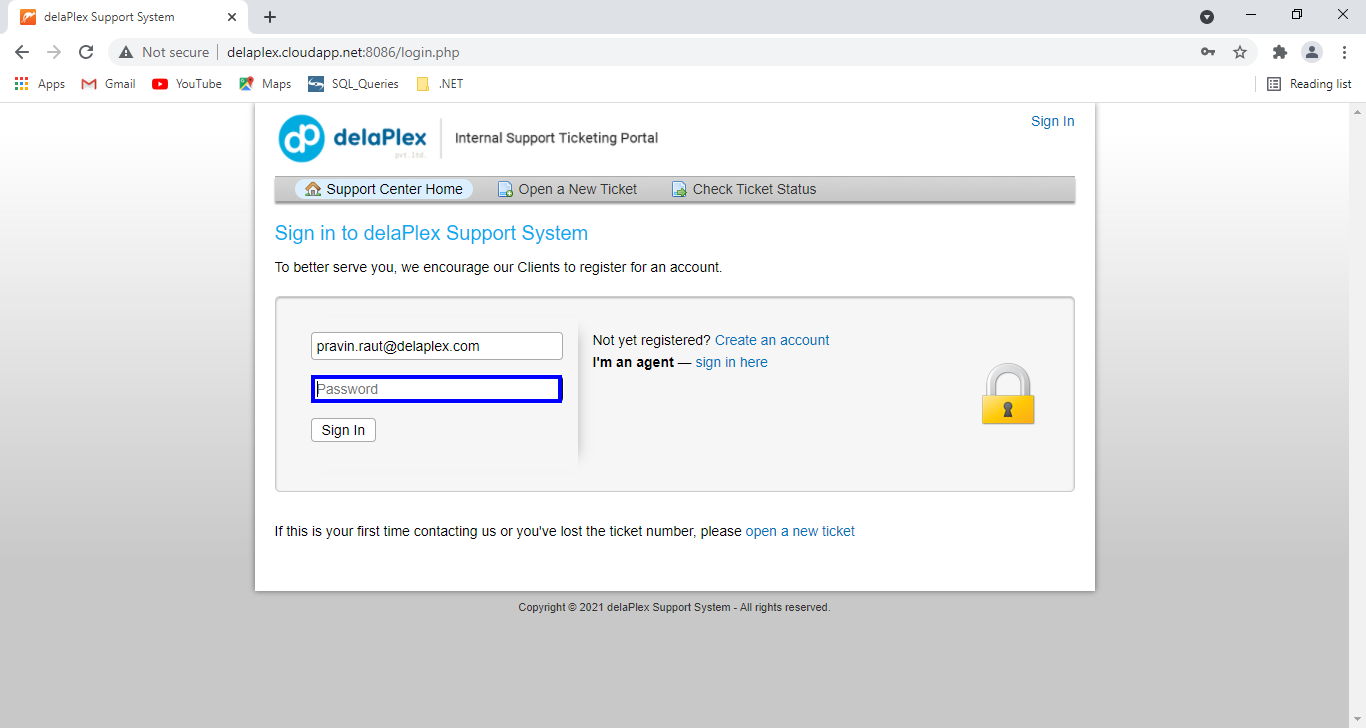 delaPlex Support System
Not secure delaplex.cloudapp.net:8086/login.php
Apps Gmail YouTube Maps SQL_Queries .NET Reading list
dp delaPlex pvt. ltd. Internal Support Ticketing Portal Sign In
Support Center Home Open a New Ticket Check Ticket Status
Sign in to delaPlex Support System
To better serve you, we encourage our Clients to register for an account.
pravin.raut@delaplex.com
Password
Sign In
Not yet registered? Create an account
I'm an agent — sign in here
If this is your first time contacting us or you've lost the ticket number, please open a new ticket
Copyright © 2021 delaPlex Support System - All rights reserved.